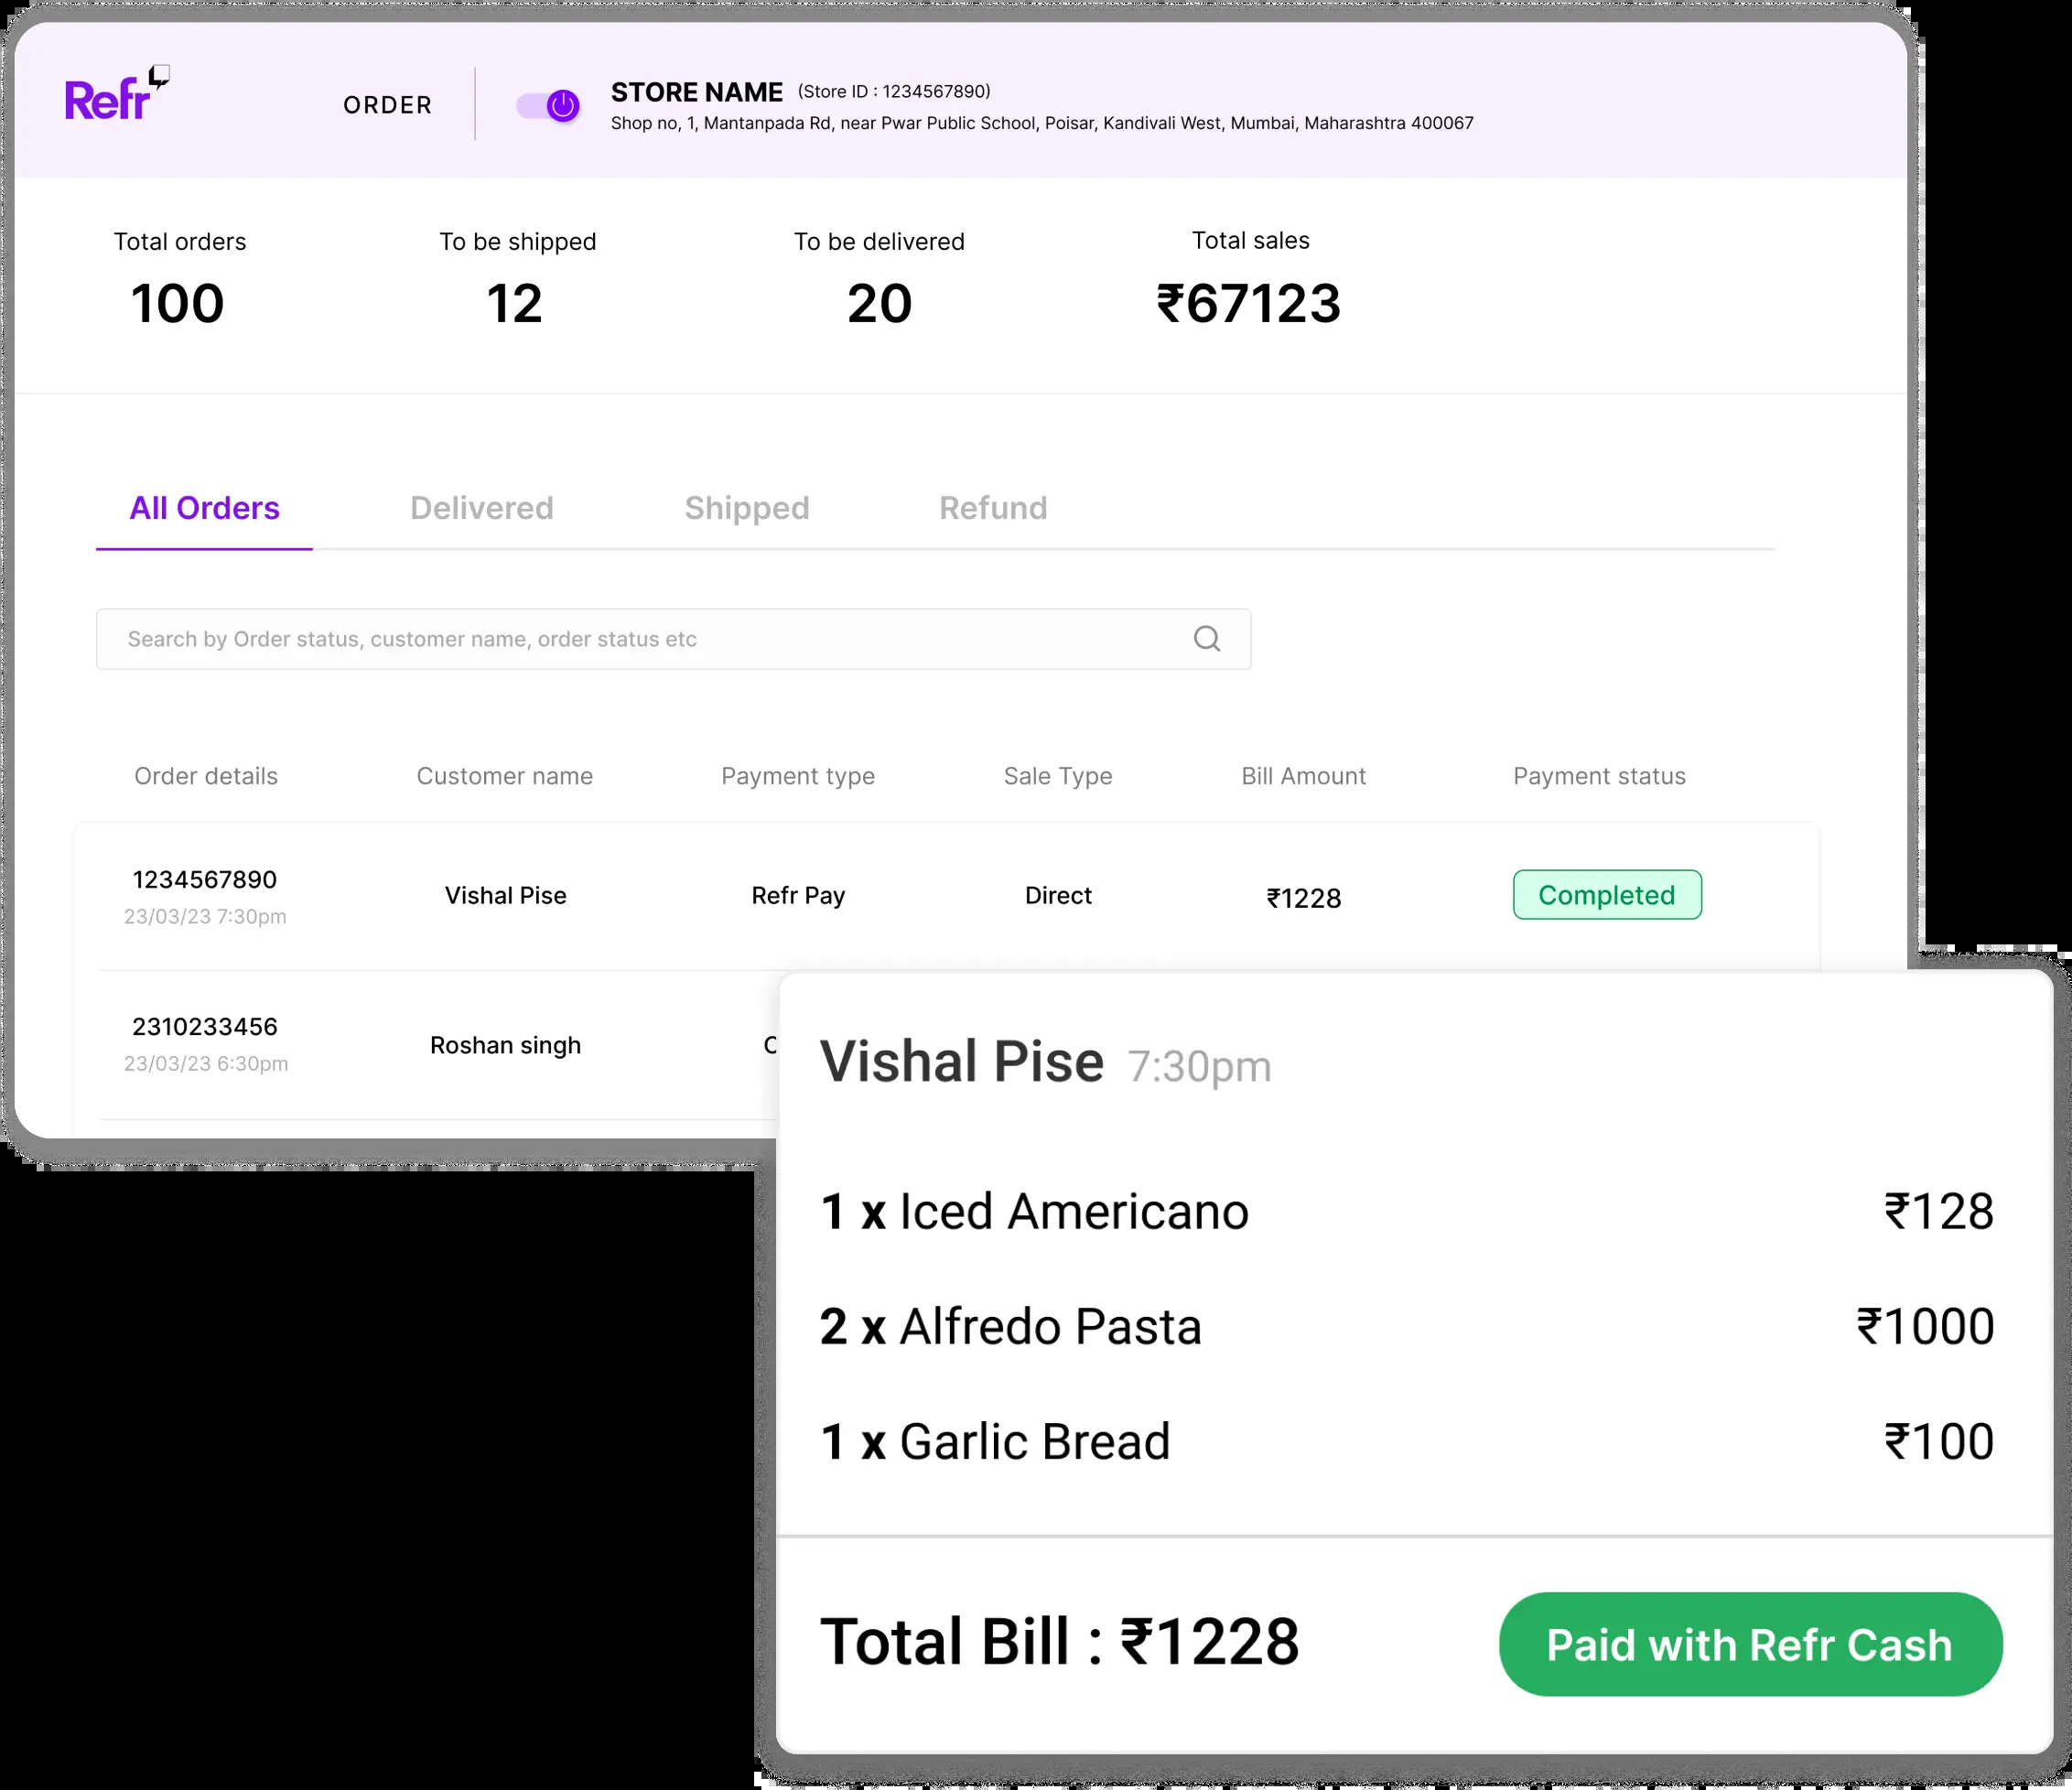 Refr
ORDER
STORE NAME (Store ID : 1234567890)
Shop no, 1, Mantanpada Rd, near Pwar Public School, Poisar, Kandivali West, Mumbai, Maharashtra 400067
Total orders To be shipped To be delivered Total sales
100 12 20 ₹67123
All Orders Delivered Shipped Refund
Search by Order status, customer name, order status etc
Order details Customer name Payment type Sale Type Bill Amount Payment status
1234567890 Vishal Pise Refr Pay Direct ₹1228 Completed
23/03/23 7:30pm
2310233456 Roshan singh
23/03/23 6:30pm
Vishal Pise 7:30pm
1 x Iced Americano ₹128
2 x Alfredo Pasta ₹1000
1 x Garlic Bread ₹100
Total Bill : ₹1228 Paid with Refr Cash